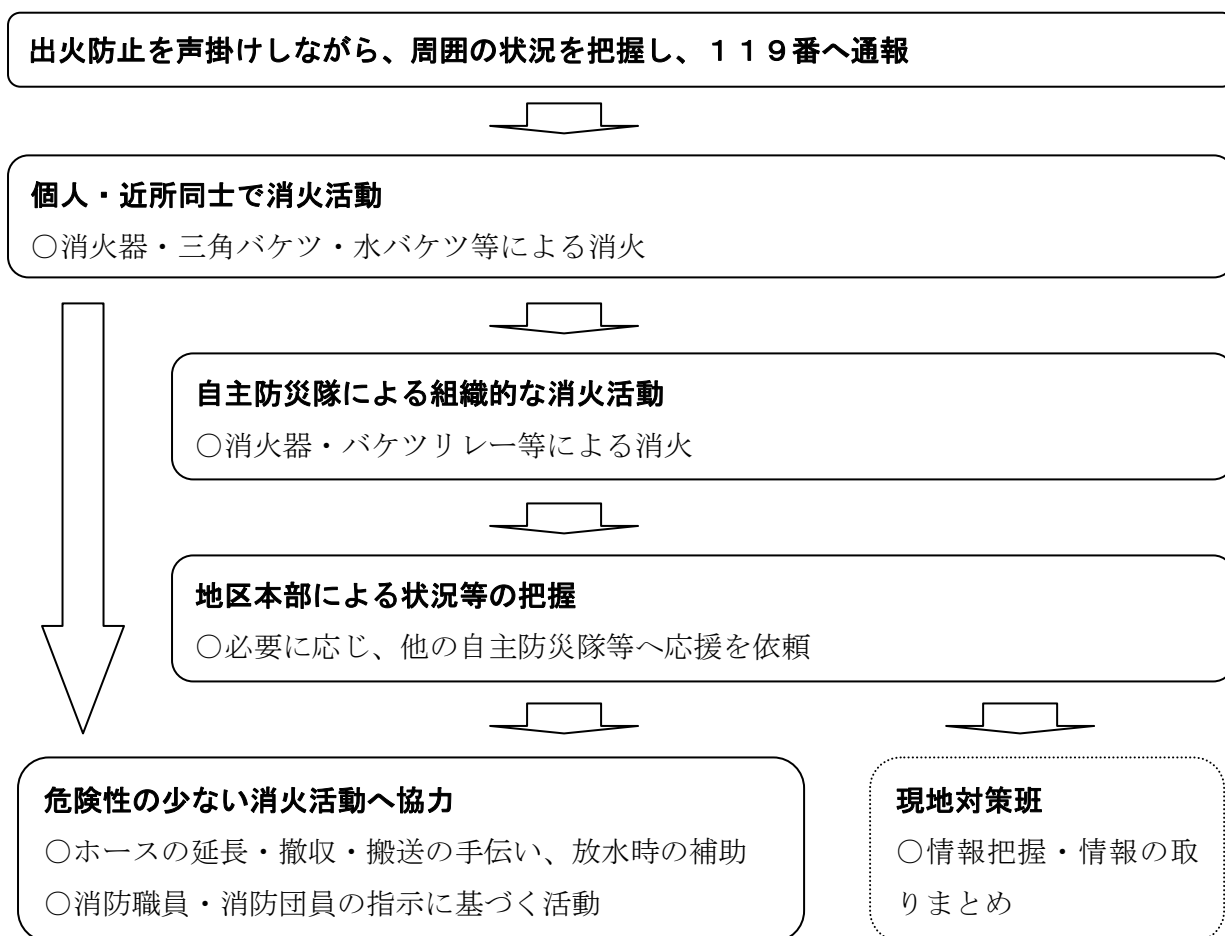 出火防止を声掛けしながら、周囲の状況を把握し、１１９番へ通報
個人・近所同士で消火活動
○消火器・三角バケツ・水バケツ等による消火
自主防災隊による組織的な消火活動
○消火器・バケツリレー等による消火
地区本部による状況等の把握
○必要に応じ、他の自主防災隊等へ応援を依頼
危険性の少ない消火活動へ協力
○ホースの延長・撤収・搬送の手伝い、放水時の補助
○消防職員・消防団員の指示に基づく活動
現地対策班
○情報把握・情報の取
りまとめ